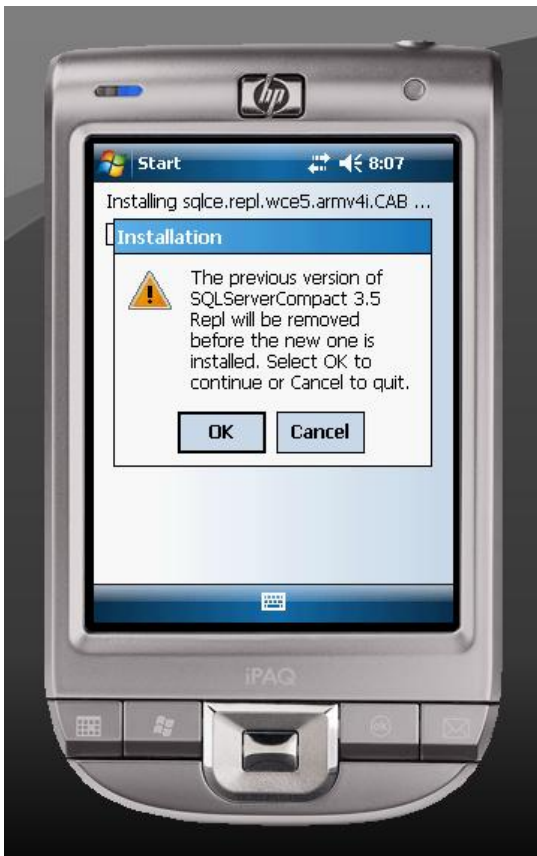 hp
Start
8:07
Installing sqlce.repl.wce5.armv4i.CAB ...
Installation
The previous version of
SQLServerCompact 3.5
Repl will be removed
before the new one is
installed. Select OK to
continue or Cancel to quit.
OK Cancel
iPAQ
ok